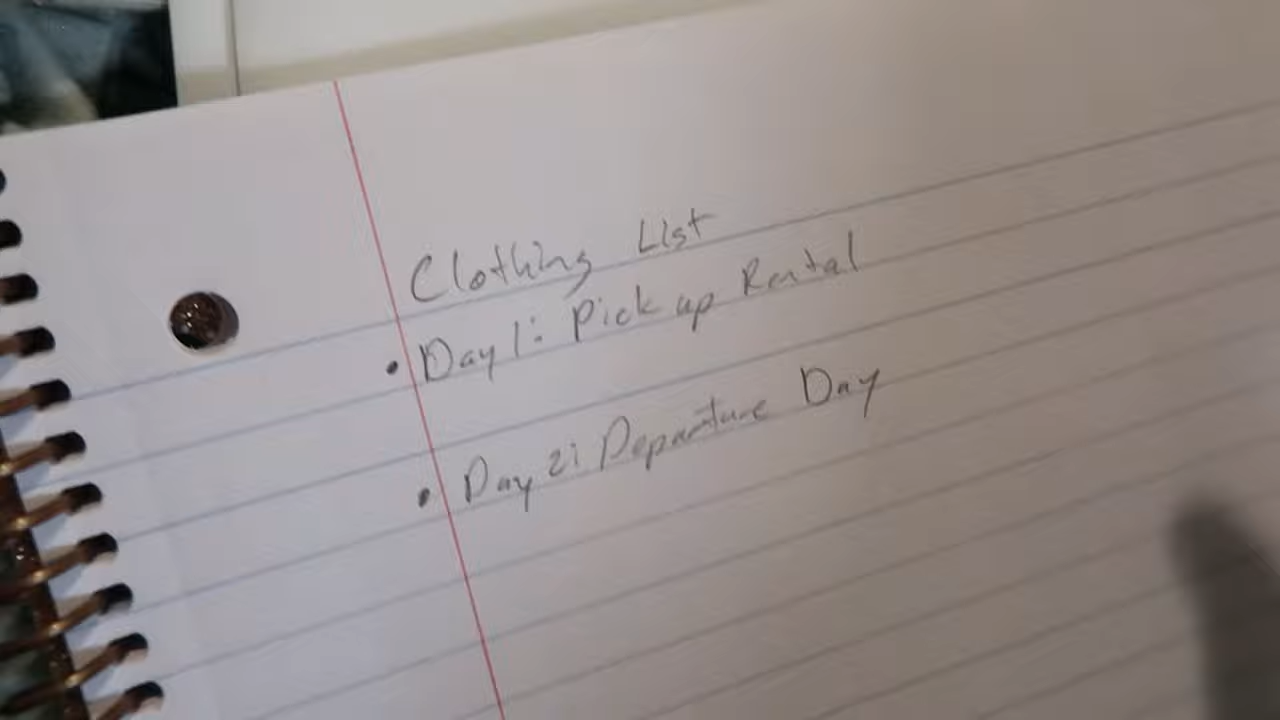 Clothing List
• Day 1: Pick up Rental
• Day 2: Departure Day